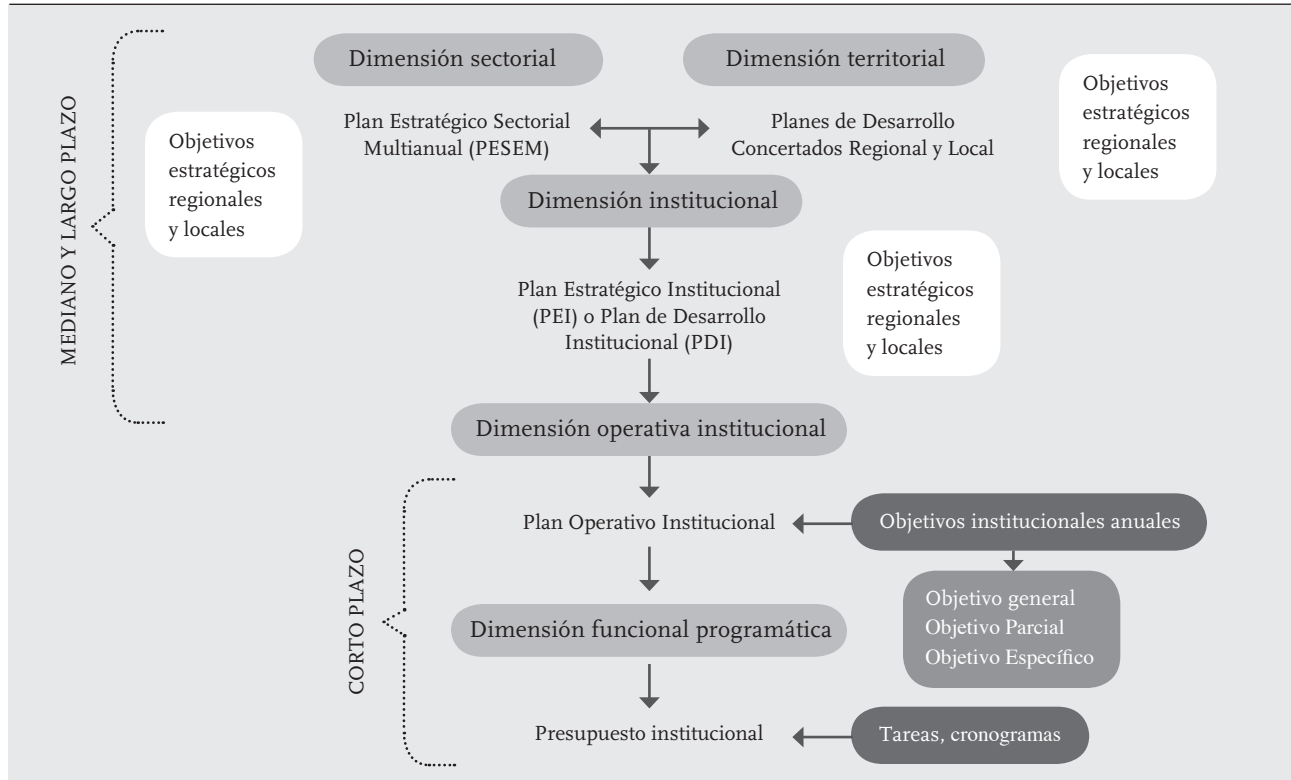 Dimensión sectorial
Dimensión territorial
MEDIANO Y LARGO PLAZO
Objetivos
estratégicos
regionales
y locales
Plan Estratégico Sectorial
Multianual (PESEM)
Planes de Desarrollo
Concertados Regional y Local
Objetivos
estratégicos
regionales
y locales
Dimensión institucional
Plan Estratégico Institucional
(PEI) o Plan de Desarrollo
Institucional (PDI)
Objetivos
estratégicos
regionales
y locales
Dimensión operativa institucional
CORTO PLAZO
Plan Operativo Institucional
Objetivos institucionales anuales
Objetivo general
Objetivo Parcial
Objetivo Específico
Dimensión funcional programática
Presupuesto institucional
Tareas, cronogramas